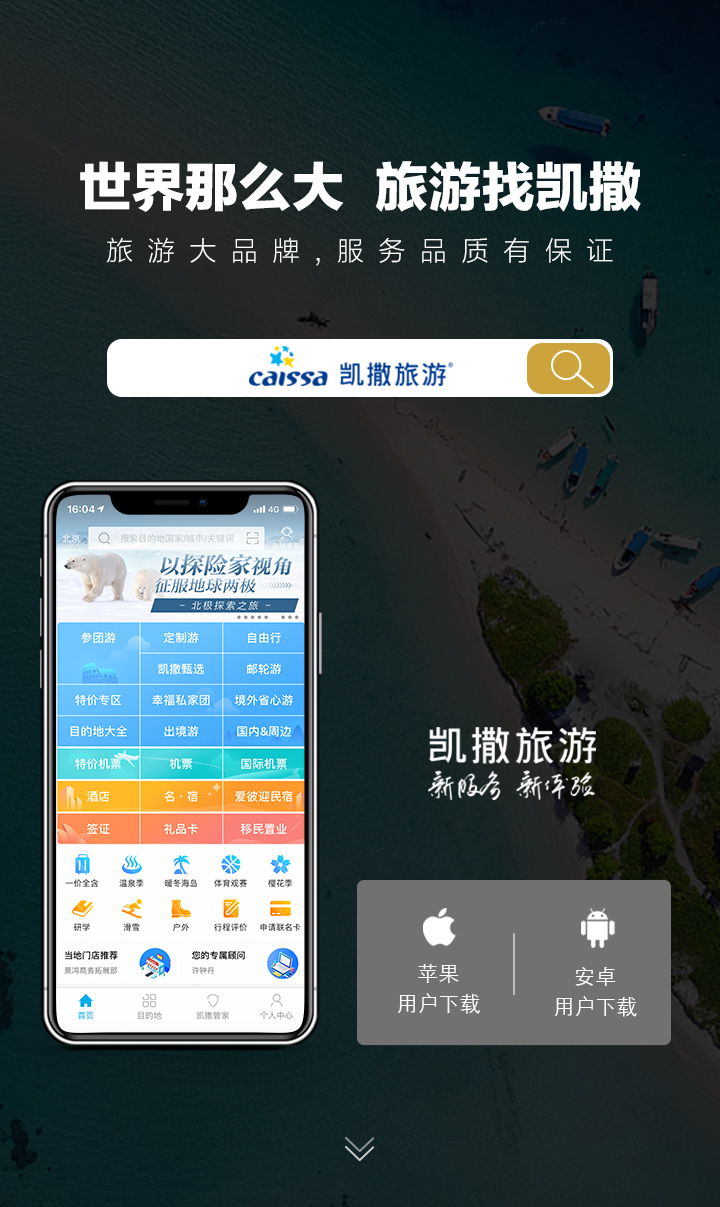 世界那么大 旅游找凯撒
旅游大品牌,服务品质有保证
caissa 凯撒旅游®
16:04 4G
北京 搜索目的地国家/城市/关键词
以探险家视角
征服地球两极
- 北极探索之旅 -
参团游 定制游 自由行
凯撒甄选 邮轮游
特价专区 幸福私家团 境外省心游
目的地大全 出境游 国内&周边
特价机票 机票 国际机票
酒店 名·宿 爱彼迎民宿
签证 礼品卡 移民置业
一价全含 温泉季 暖冬海岛 体育观赛 樱花季
研学 滑雪 户外 行程评价 申请联名卡
当地门店推荐 您的专属顾问
景鸿商务拓展部 许钟丹
首页 目的地 凯撒管家 个人中心
凯撒旅游
新服务 新体验
苹果
用户下载
安卓
用户下载